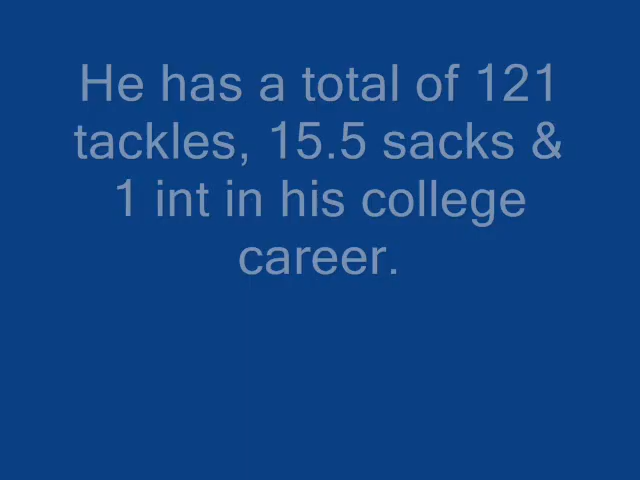 He has a total of 121
tackles, 15.5 sacks &
1 int in his college
career.